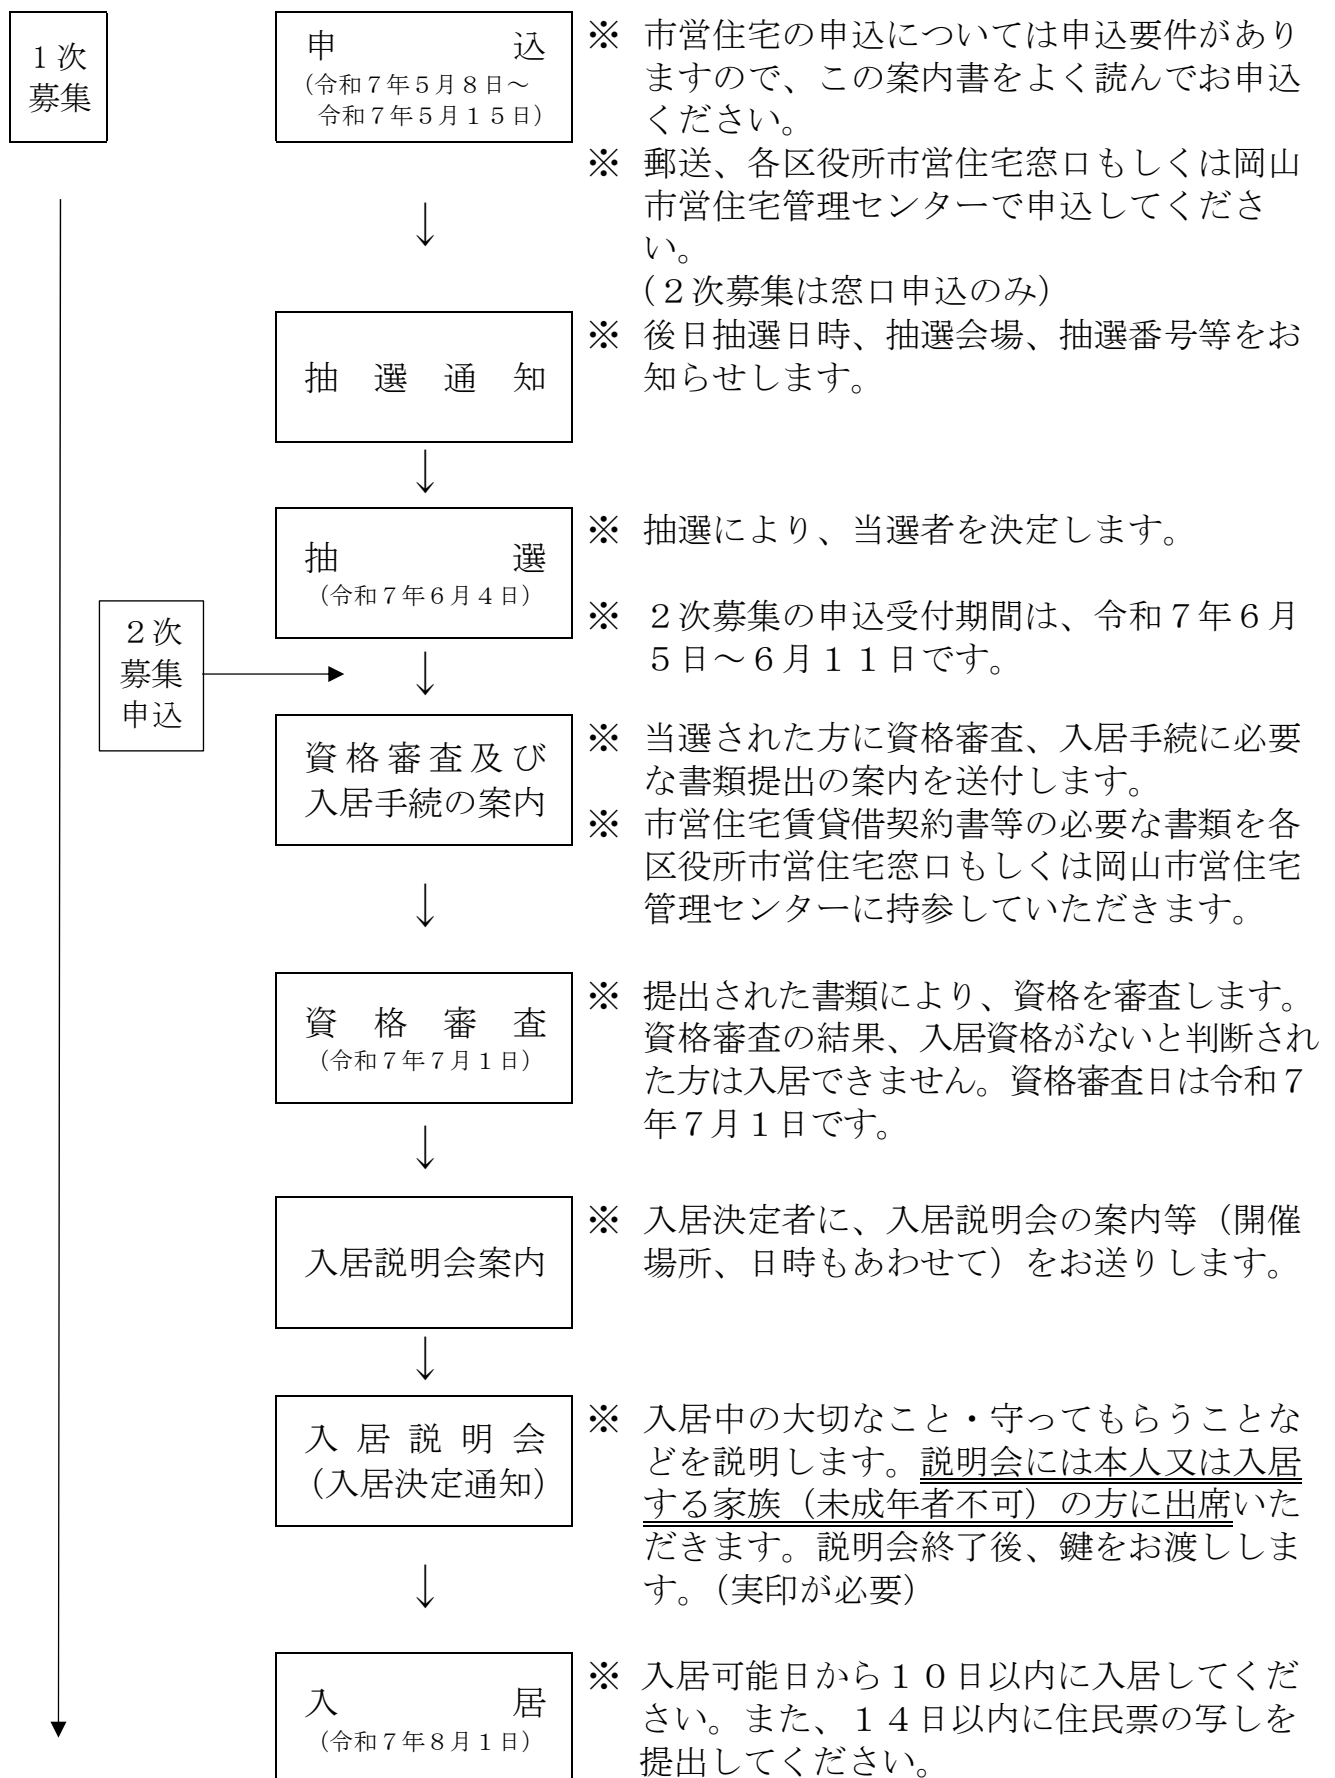 １次
募集
申　　　　　込
(令和７年５月８日～
令和７年５月１５日)
※ 市営住宅の申込については申込要件があり
ますので、この案内書をよく読んでお申込
ください。
※ 郵送、各区役所市営住宅窓口もしくは岡山
市営住宅管理センターで申込してくださ
い。
(２次募集は窓口申込のみ)
↓
抽　選　通　知
※ 後日抽選日時、抽選会場、抽選番号等をお
知らせします。
↓
抽　　　　　選
(令和７年６月４日)
※ 抽選により、当選者を決定します。
２次
募集
申込
※ ２次募集の申込受付期間は、令和７年６月
５日～６月１１日です。
↓
資格審査及び
入居手続の案内
※ 当選された方に資格審査、入居手続に必要
な書類提出の案内を送付します。
※ 市営住宅賃貸借契約書等の必要な書類を各
区役所市営住宅窓口もしくは岡山市営住宅
管理センターに持参していただきます。
↓
資　格　審　査
(令和７年７月１日)
※ 提出された書類により、資格を審査します。
資格審査の結果、入居資格がないと判断され
た方は入居できません。資格審査日は令和７
年７月１日です。
↓
入居説明会案内
※ 入居決定者に、入居説明会の案内等（開催
場所、日時もあわせて）をお送りします。
↓
入居説明会
(入居決定通知)
※ 入居中の大切なこと・守ってもらうことな
どを説明します。説明会には本人又は入居
する家族（未成年者不可）の方に出席いた
だきます。説明会終了後、鍵をお渡ししま
す。(実印が必要)
↓
入　　　　　居
(令和７年８月１日)
※ 入居可能日から１０日以内に入居してくだ
さい。また、１４日以内に住民票の写しを
提出してください。